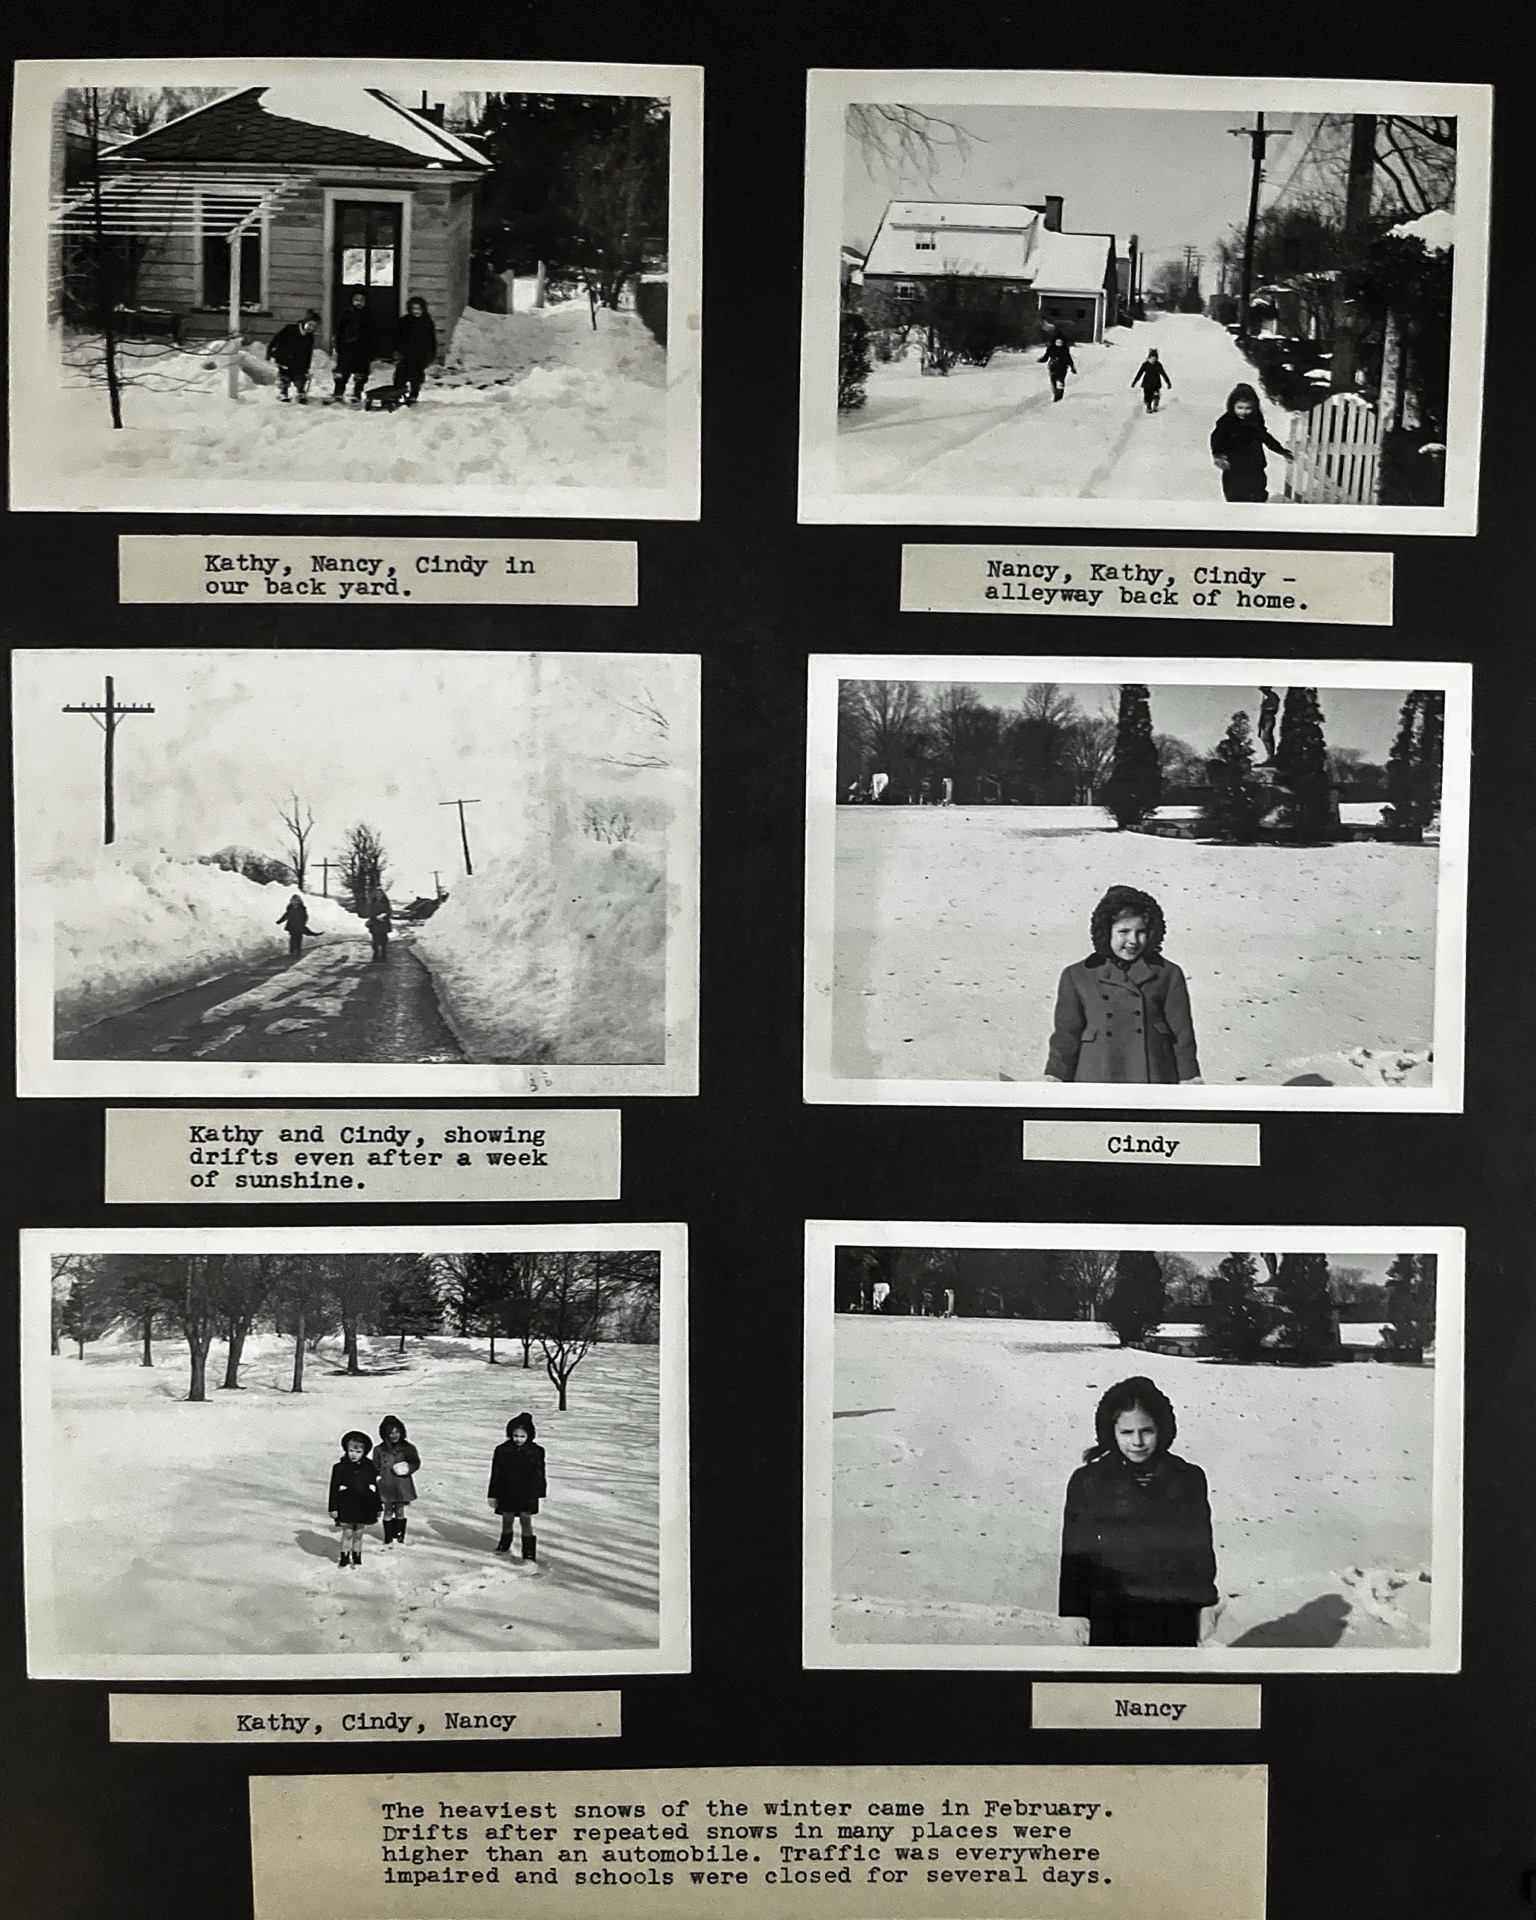 Kathy, Nancy, Cindy in
our back yard.
Nancy, Kathy, Cindy -
alleyway back of home.
Kathy and Cindy, showing
drifts even after a week
of sunshine.
Cindy
Kathy, Cindy, Nancy
Nancy
The heaviest snows of the winter came in February.
Drifts after repeated snows in many places were
higher than an automobile. Traffic was everywhere
impaired and schools were closed for several days.